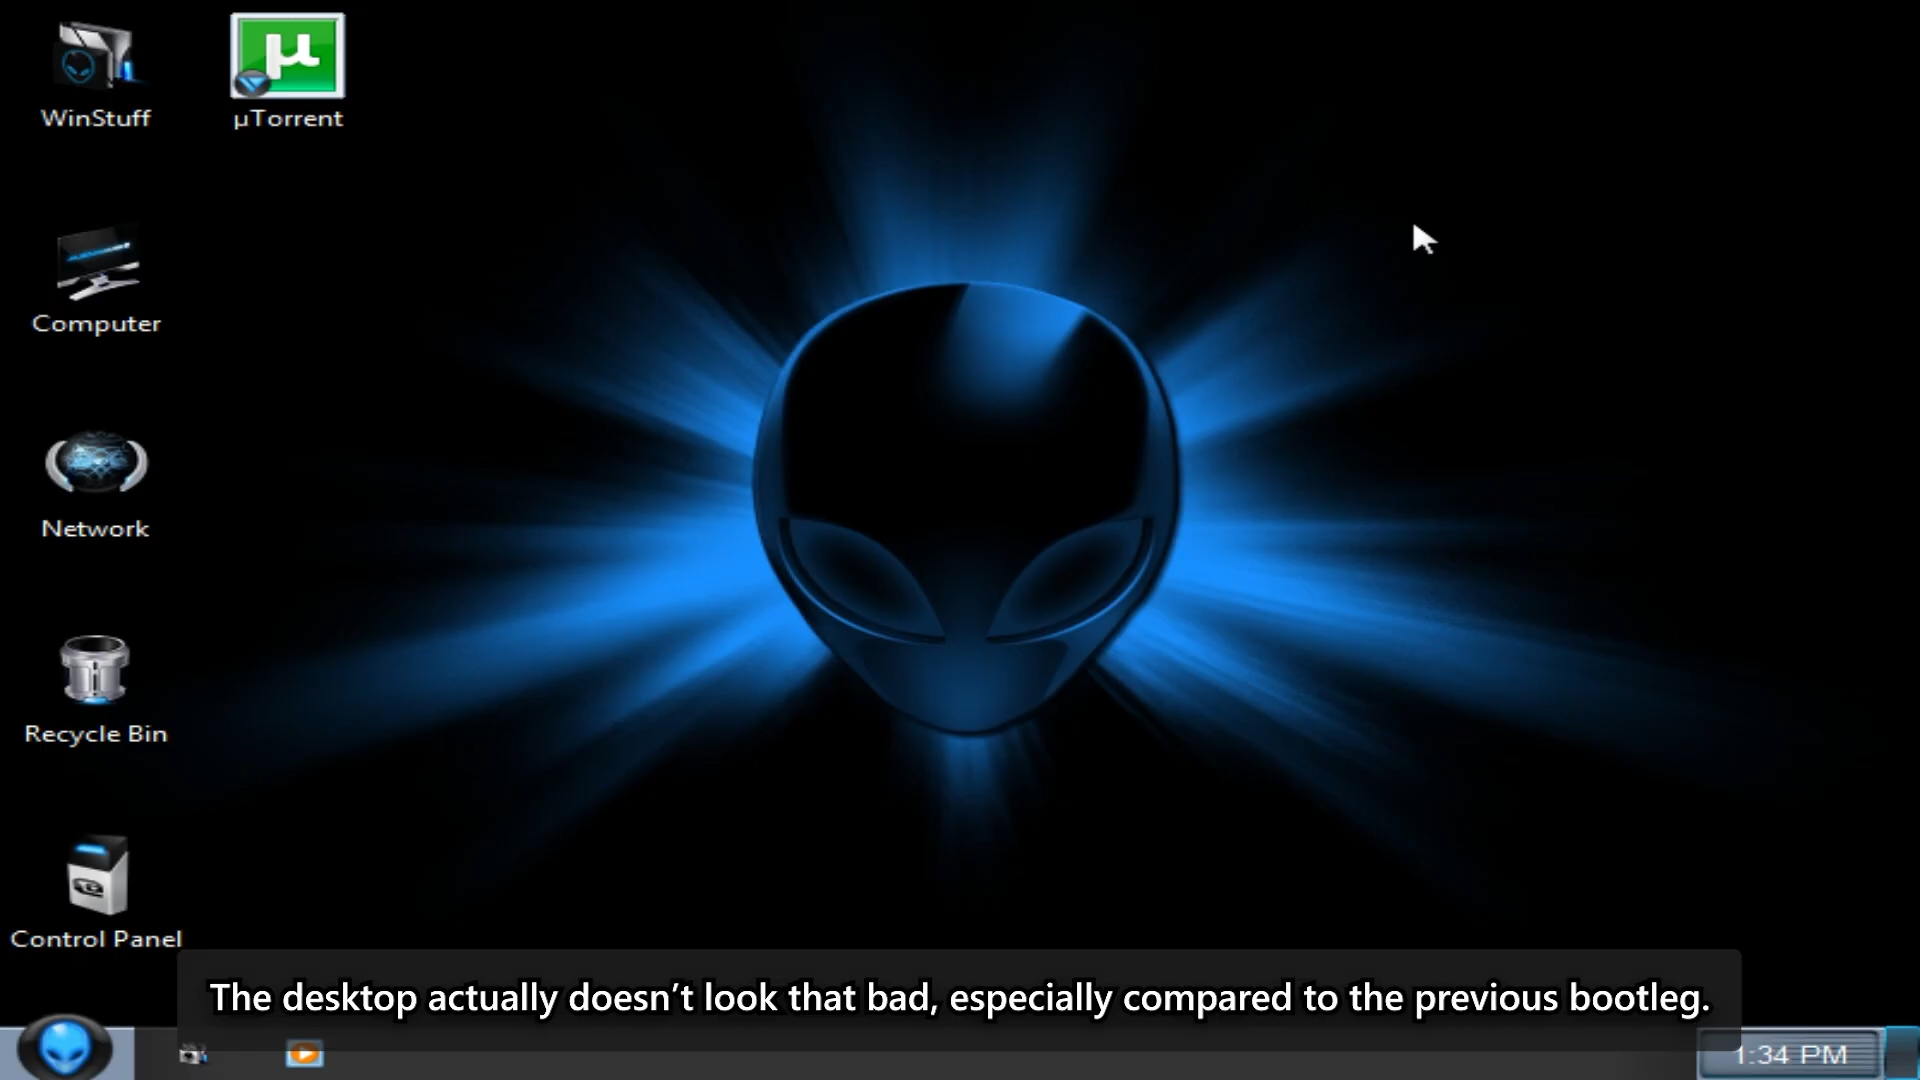 WinStuff
µTorrent
Computer
Network
Recycle Bin
Control Panel
The desktop actually doesn’t look that bad, especially compared to the previous bootleg.
1:34 PM